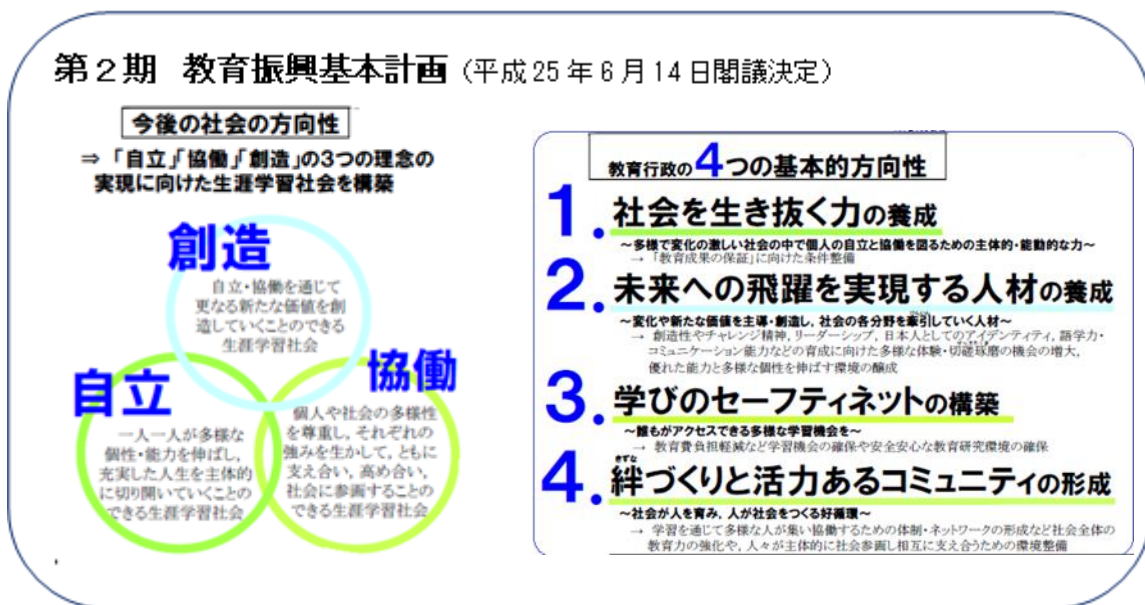 第2期 教育振興基本計画（平成25年6月14日閣議決定）
今後の社会の方向性
⇒「自立」「協働」「創造」の3つの理念の
実現に向けた生涯学習社会を構築
創造
自立・協働を通じて
更なる新たな価値を創
造していくことのできる
生涯学習社会
自立
一人一人が多様な
個性・能力を伸ばし，
充実した人生を主体的
に切り開いていくことの
できる生涯学習社会
協働
個人や社会の多様性
を尊重し，それぞれの
強みを生かして，ともに
支え合い，高め合い，
社会に参画することの
できる生涯学習社会
教育行政の4つの基本的方向性
1.社会を生き抜く力の養成
～多様で変化の激しい社会の中で個人の自立と協働を図るための主体的・能動的な力～
→ 「教育成果の保証」に向けた条件整備
2.未来への飛躍を実現する人材の養成
～変化や新たな価値を主導・創造し，社会の各分野を牽引していく人材～
→ 創造性やチャレンジ精神，リーダーシップ，日本人としてのアイデンティティ，語学力・
コミュニケーション能力などの育成に向けた多様な体験・切磋琢磨の機会の増大，
優れた能力と多様な個性を伸ばす環境の醸成
3.学びのセーフティネットの構築
～誰もがアクセスできる多様な学習機会を～
→ 教育費負担軽減など学習機会の確保や安全安心な教育研究環境の確保
きずな
4.絆づくりと活力あるコミュニティの形成
～社会が人を育み，人が社会をつくる好循環～
→ 学習を通じて多様な人が集い協働するための体制・ネットワークの形成など社会全体の
教育力の強化や，人々が主体的に社会参画し相互に支え合うための環境整備